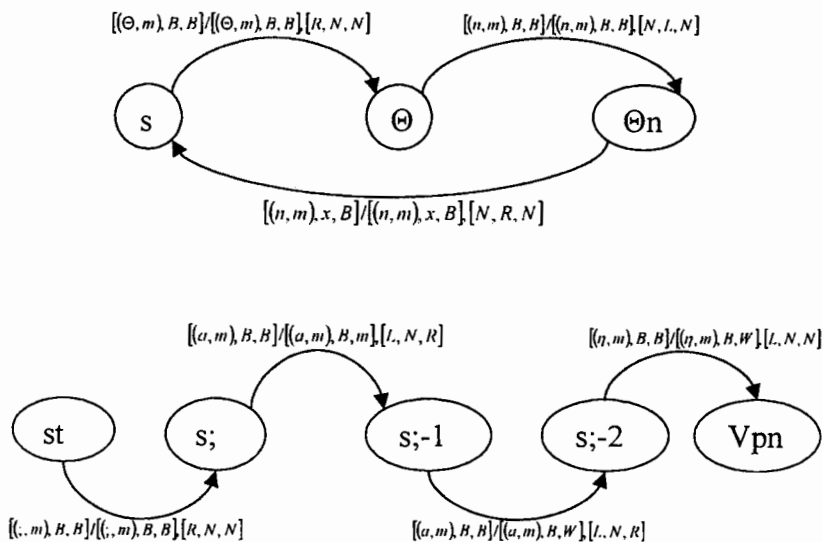 [(Θ,m),B,B]/[(Θ,m),B,B],[R,N,N]
[(n,m),B,B]/[(n,m),B,B],[N,L,N]
s
Θ
Θn
[(n,m),x,B]/[(n,m),x,B],[N,R,N]
[(a,m),B,B]/[(a,m),B,m],[L,N,R]
[(η,m),B,B]/[(η,m),B,W],[L,N,N]
st
s;
s;-1
s;-2
Vpn
[(;,m),B,B]/[(;,m),B,B],[R,N,N]
[(a,m),B,B]/[(a,m),B,W],[L,N,R]